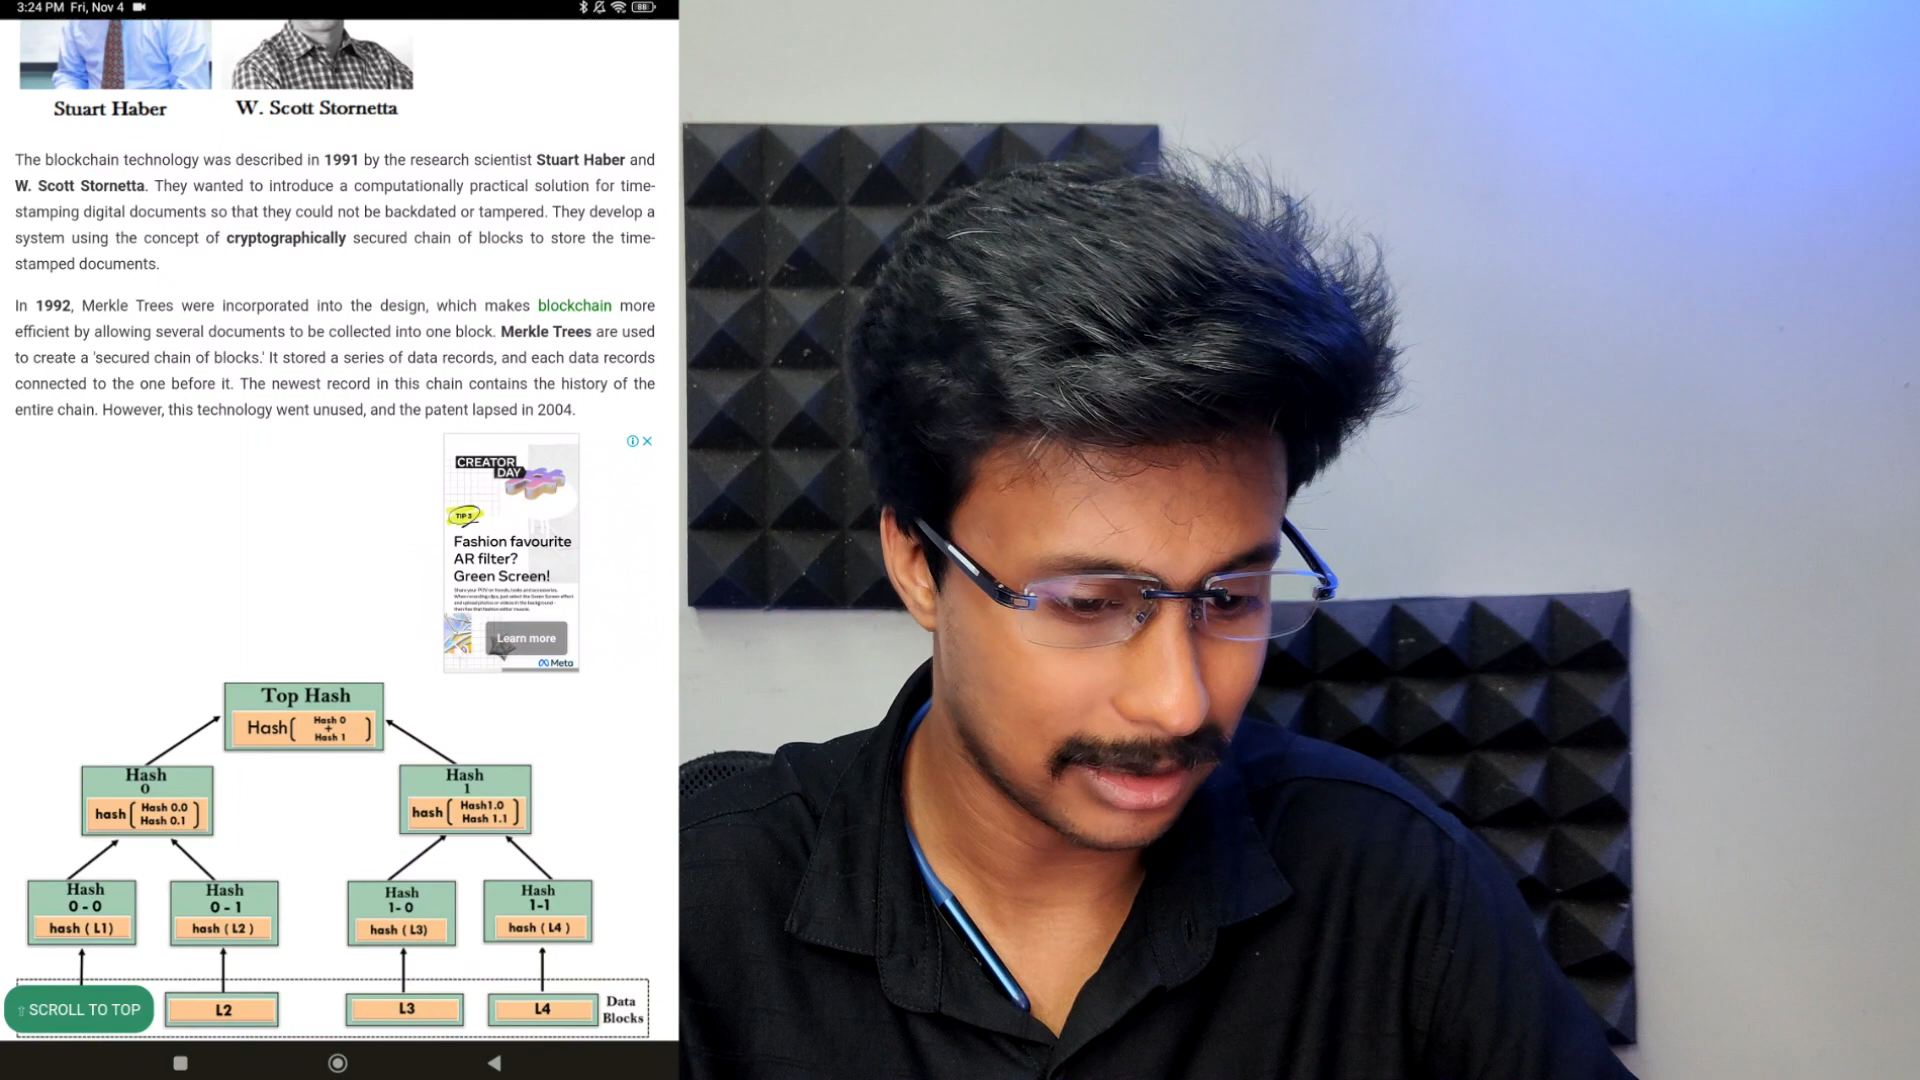 3:24 PM Fri, Nov 4
88
Stuart Haber
W. Scott Stornetta
The blockchain technology was described in 1991 by the research scientist Stuart Haber and
W. Scott Stornetta. They wanted to introduce a computationally practical solution for time-
stamping digital documents so that they could not be backdated or tampered. They develop a
system using the concept of cryptographically secured chain of blocks to store the time-
stamped documents.
In 1992, Merkle Trees were incorporated into the design, which makes blockchain more
efficient by allowing several documents to be collected into one block. Merkle Trees are used
to create a 'secured chain of blocks.' It stored a series of data records, and each data records
connected to the one before it. The newest record in this chain contains the history of the
entire chain. However, this technology went unused, and the patent lapsed in 2004.
CREATOR
DAY
TIP 3
Fashion favourite
AR filter?
Green Screen!
Learn more
Meta
Top Hash
Hash( Hash 0
+
Hash 1 )
Hash
0
hash ( Hash 0.0
Hash 0.1 )
Hash
1
hash ( Hash1.0
Hash 1.1 )
Hash
0 - 0
hash ( L1)
Hash
0 - 1
hash ( L2 )
Hash
1- 0
hash ( L3)
Hash
1-1
hash ( L4 )
⇧ SCROLL TO TOP
L2
L3
L4
Data
Blocks